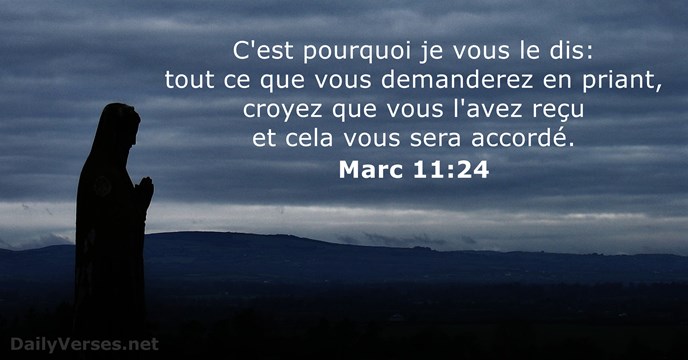 C'est pourquoi je vous le dis:
tout ce que vous demanderez en priant,
croyez que vous l'avez reçu
et cela vous sera accordé.
Marc 11:24
DailyVerses.net